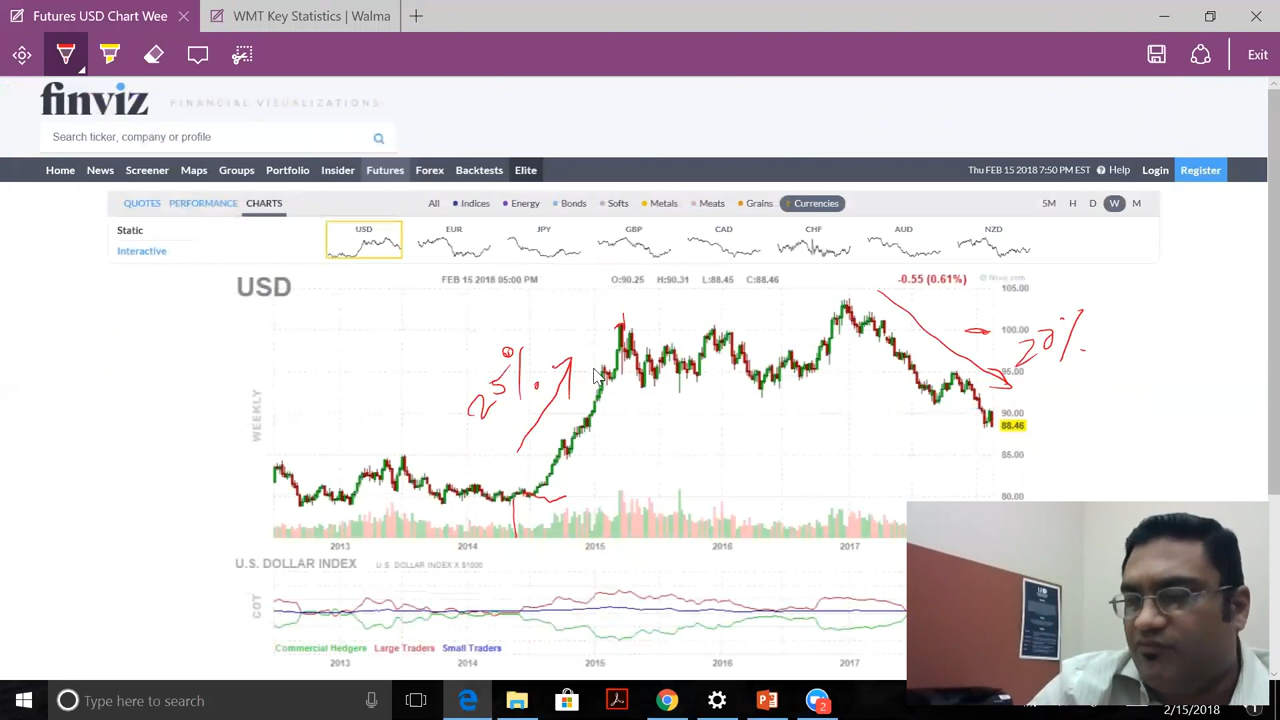 Futures USD Chart Wee
WMT Key Statistics | Walma
Exit
finviz FINANCIAL VISUALIZATIONS
Search ticker, company or profile
Home News Screener Maps Groups Portfolio Insider Futures Forex Backtests Elite
Thu FEB 15 2018 7:50 PM EST Help Login Register
QUOTES PERFORMANCE CHARTS
All Indices Energy Bonds Softs Metals Meats Grains Currencies
5M H D W M
Static
Interactive
USD EUR JPY GBP CAD CHF AUD NZD
USD
FEB 15 2018 05:00 PM
O:90.25 H:90.31 L:88.45 C:88.46
-0.55 (0.61%)
© finviz.com
105.00
100.00
95.00
90.00
88.46
85.00
80.00
25%
20%
WEEKLY
2013 2014 2015 2016 2017
U.S. DOLLAR INDEX U.S. DOLLAR INDEX X $1000
COT
Commercial Hedgers Large Traders Small Traders
2013 2014 2015 2016 2017
Type here to search
2
2/15/2018
1